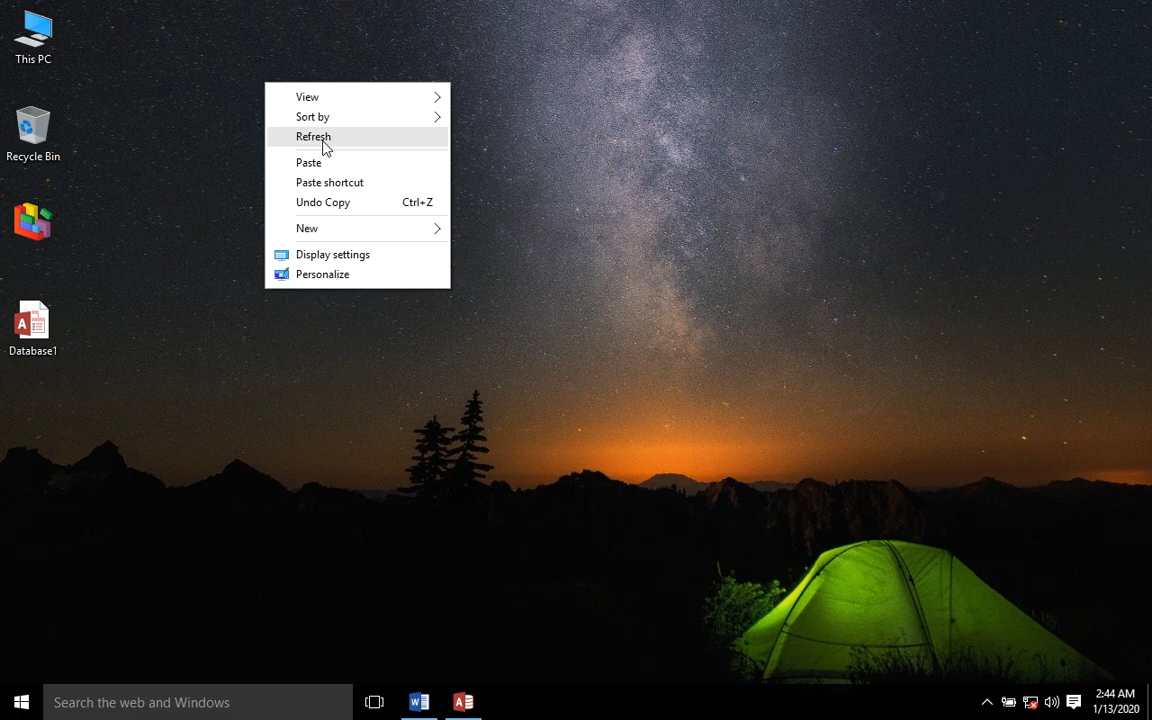 This PC
Recycle Bin
Database1
View
Sort by
Refresh
Paste
Paste shortcut
Undo Copy Ctrl+Z
New
Display settings
Personalize
Search the web and Windows
2:44 AM
1/13/2020